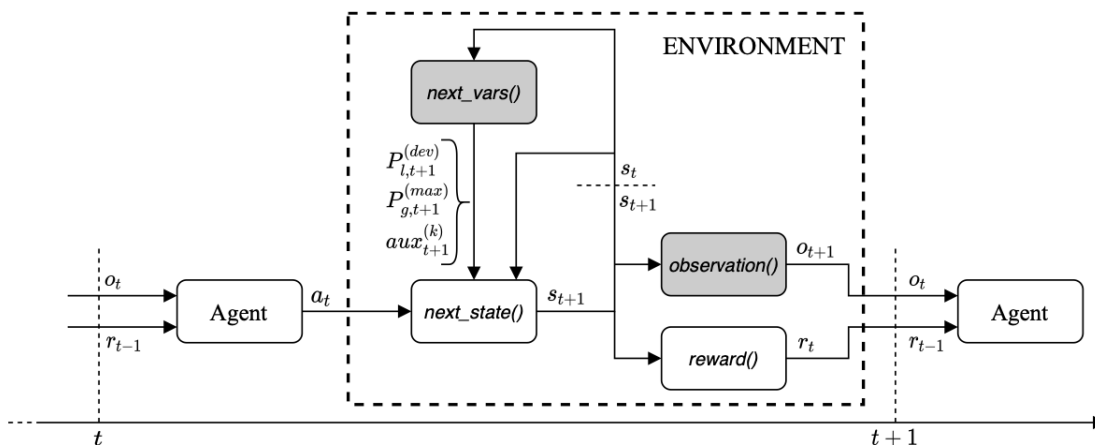 ENVIRONMENT
next_vars()
P_{l,t+1}^{(dev)}
P_{g,t+1}^{(max)}
aux_{t+1}^{(k)}
s_t
s_{t+1}
o_t
r_{t-1}
Agent
a_t
next_state()
s_{t+1}
observation()
o_{t+1}
reward()
r_t
o_t
r_{t-1}
Agent
t
t + 1